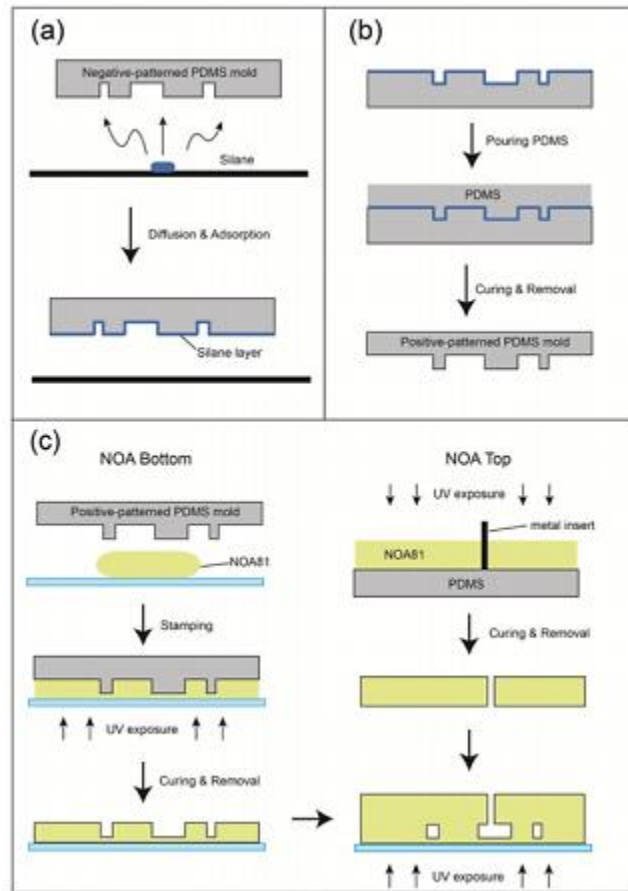 (a)
Negative-patterned PDMS mold
Silane
Diffusion & Adsorption
Silane layer
(b)
Pouring PDMS
PDMS
Curing & Removal
Positive-patterned PDMS mold
(c)
NOA Bottom
Positive-patterned PDMS mold
NOA81
Stamping
UV exposure
Curing & Removal
NOA Top
UV exposure
metal insert
NOA81
PDMS
Curing & Removal
UV exposure